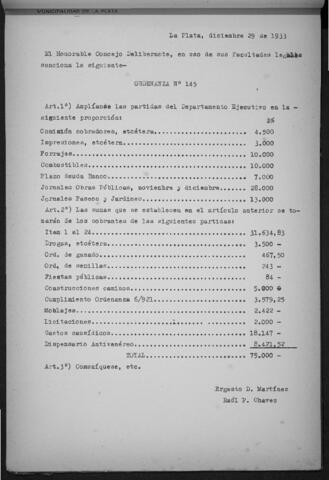 MUNICIPALIDAD DE LA PLATA
La Plata, diciembre 29 de 1933
El Honorable Concejo Deliberante, en uso de sus facultades legales
sanciona la siguiente-
ORDENANZA Nº 145
Art.1º) Amplíanse las partidas del Departamento Ejecutivo en la
siguiente proporción:
Comisión cobradores, etcétera. 4.500
Impresiones, etcétera. 3.000
Forrajes. 10.000
Combustibles. 10.000
Plazo deuda Banco. 7.000
Jornales Obras Públicas, noviembre y diciembre. 28.000
Jornales Paseos y Jardines. 13.000
Art.2º) Las sumas que se establecen en el artículo anterior se to-
marán de los sobrantes de las siguientes partidas:
Item 1 al 24. 31.634,83
Drogas, etcétera. 3.500 -
Ord. de ganado. 467,50
Ord. de semillas. 243 -
Fiestas públicas. 84 -
Construcciones caminos. 5.000
Cumplimiento Ordenanza 6/921. 3.579,25
Moblajes. 2.422 -
Licitaciones. 2.000 -
Gastos canónicos. 18.147 -
Dispensario Antivenéreo. 8.421,52
TOTAL. 75.000 -
Art.3º) Comuníquese, etc.
Ergasto D. Martínez
Raúl P. Chaves